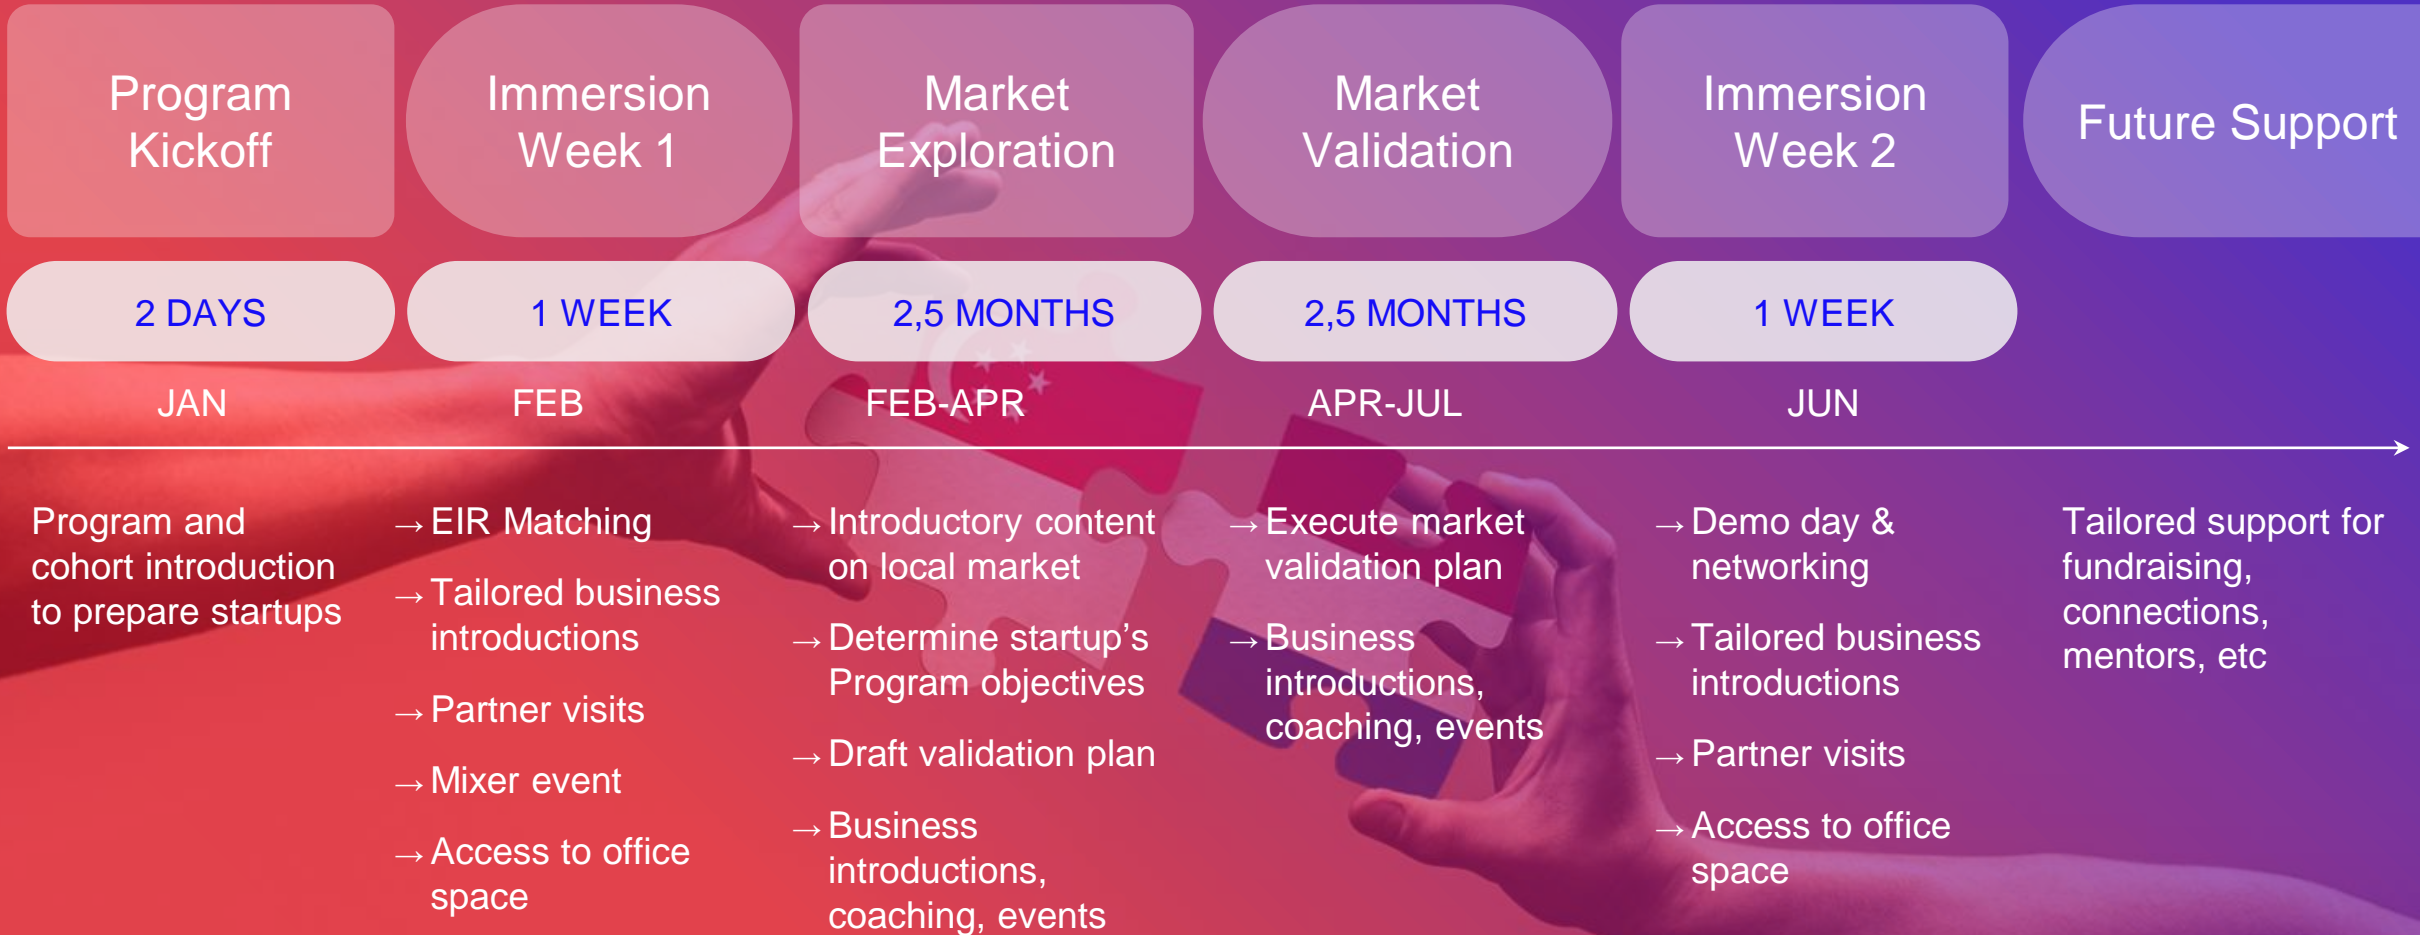 Program
Kickoff
Immersion
Week 1
Market
Exploration
Market
Validation
Immersion
Week 2
Future Support
2 DAYS
1 WEEK
2,5 MONTHS
2,5 MONTHS
1 WEEK
JAN
FEB
FEB-APR
APR-JUL
JUN
Program and
cohort introduction
to prepare startups
→ EIR Matching
→ Tailored business
introductions
→ Partner visits
→ Mixer event
→ Access to office
space
→ Introductory content
on local market
→ Determine startup’s
Program objectives
→ Draft validation plan
→ Business
introductions,
coaching, events
→ Execute market
validation plan
→ Business
introductions,
coaching, events
→ Demo day &
networking
→ Tailored business
introductions
→ Partner visits
→ Access to office
space
Tailored support for
fundraising,
connections,
mentors, etc